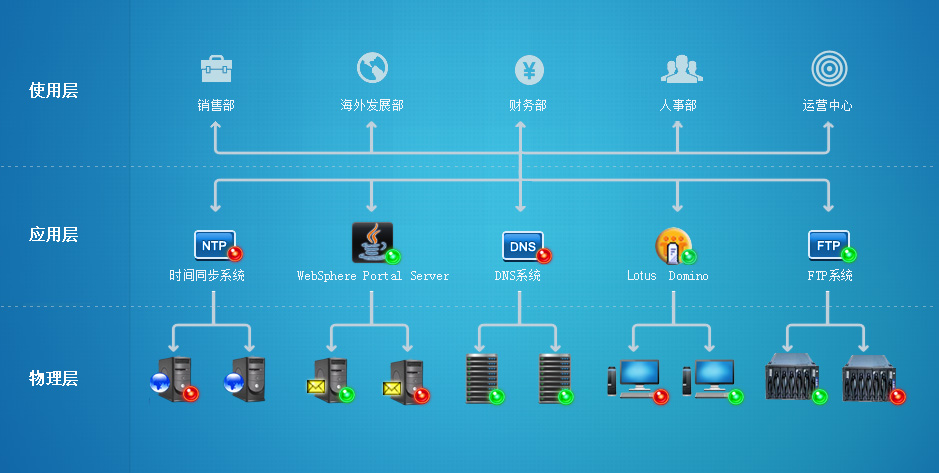 使用层
销售部
海外发展部
¥
财务部
人事部
运营中心
应用层
NTP
时间同步系统
WebSphere Portal Server
DNS
DNS系统
Lotus Domino
FTP
FTP系统
物理层